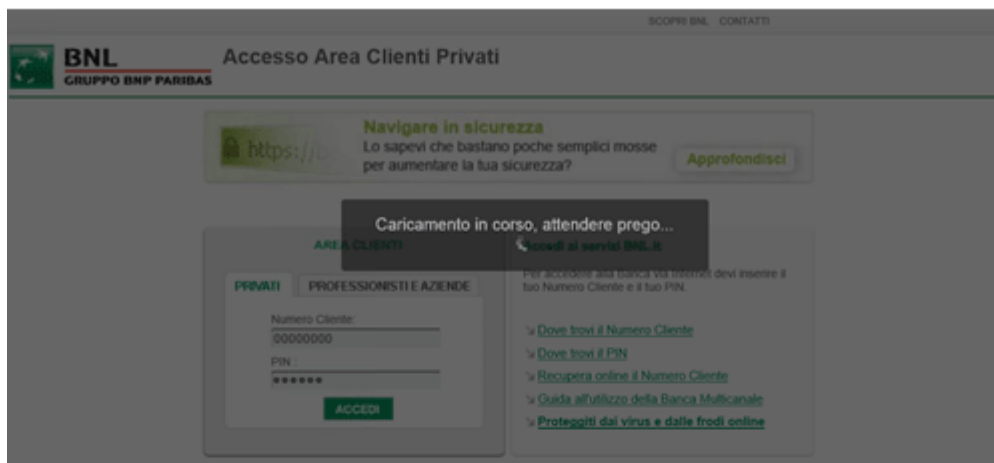 SCOPRI BNL CONTATTI
BNL
GRUPPO BNP PARIBAS
Accesso Area Clienti Privati
Navigare in sicurezza
https://
Lo sapevi che bastano poche semplici mosse
per aumentare la tua sicurezza?
Approfondisci
Caricamento in corso, attendere prego...
AREA CLIENTI
PRIVATI
PROFESSIONISTI E AZIENDE
Numero Cliente:
00000000
PIN :
●●●●●●
ACCEDI
Accedi ai servizi BNL.it
Per accedere alla Banca via Internet devi inserire il
tuo Numero Cliente e il tuo PIN.
Dove trovi il Numero Cliente
Dove trovi il PIN
Recupera online il Numero Cliente
Guida all'utilizzo della Banca Multicanale
Proteggiti dai virus e dalle frodi online